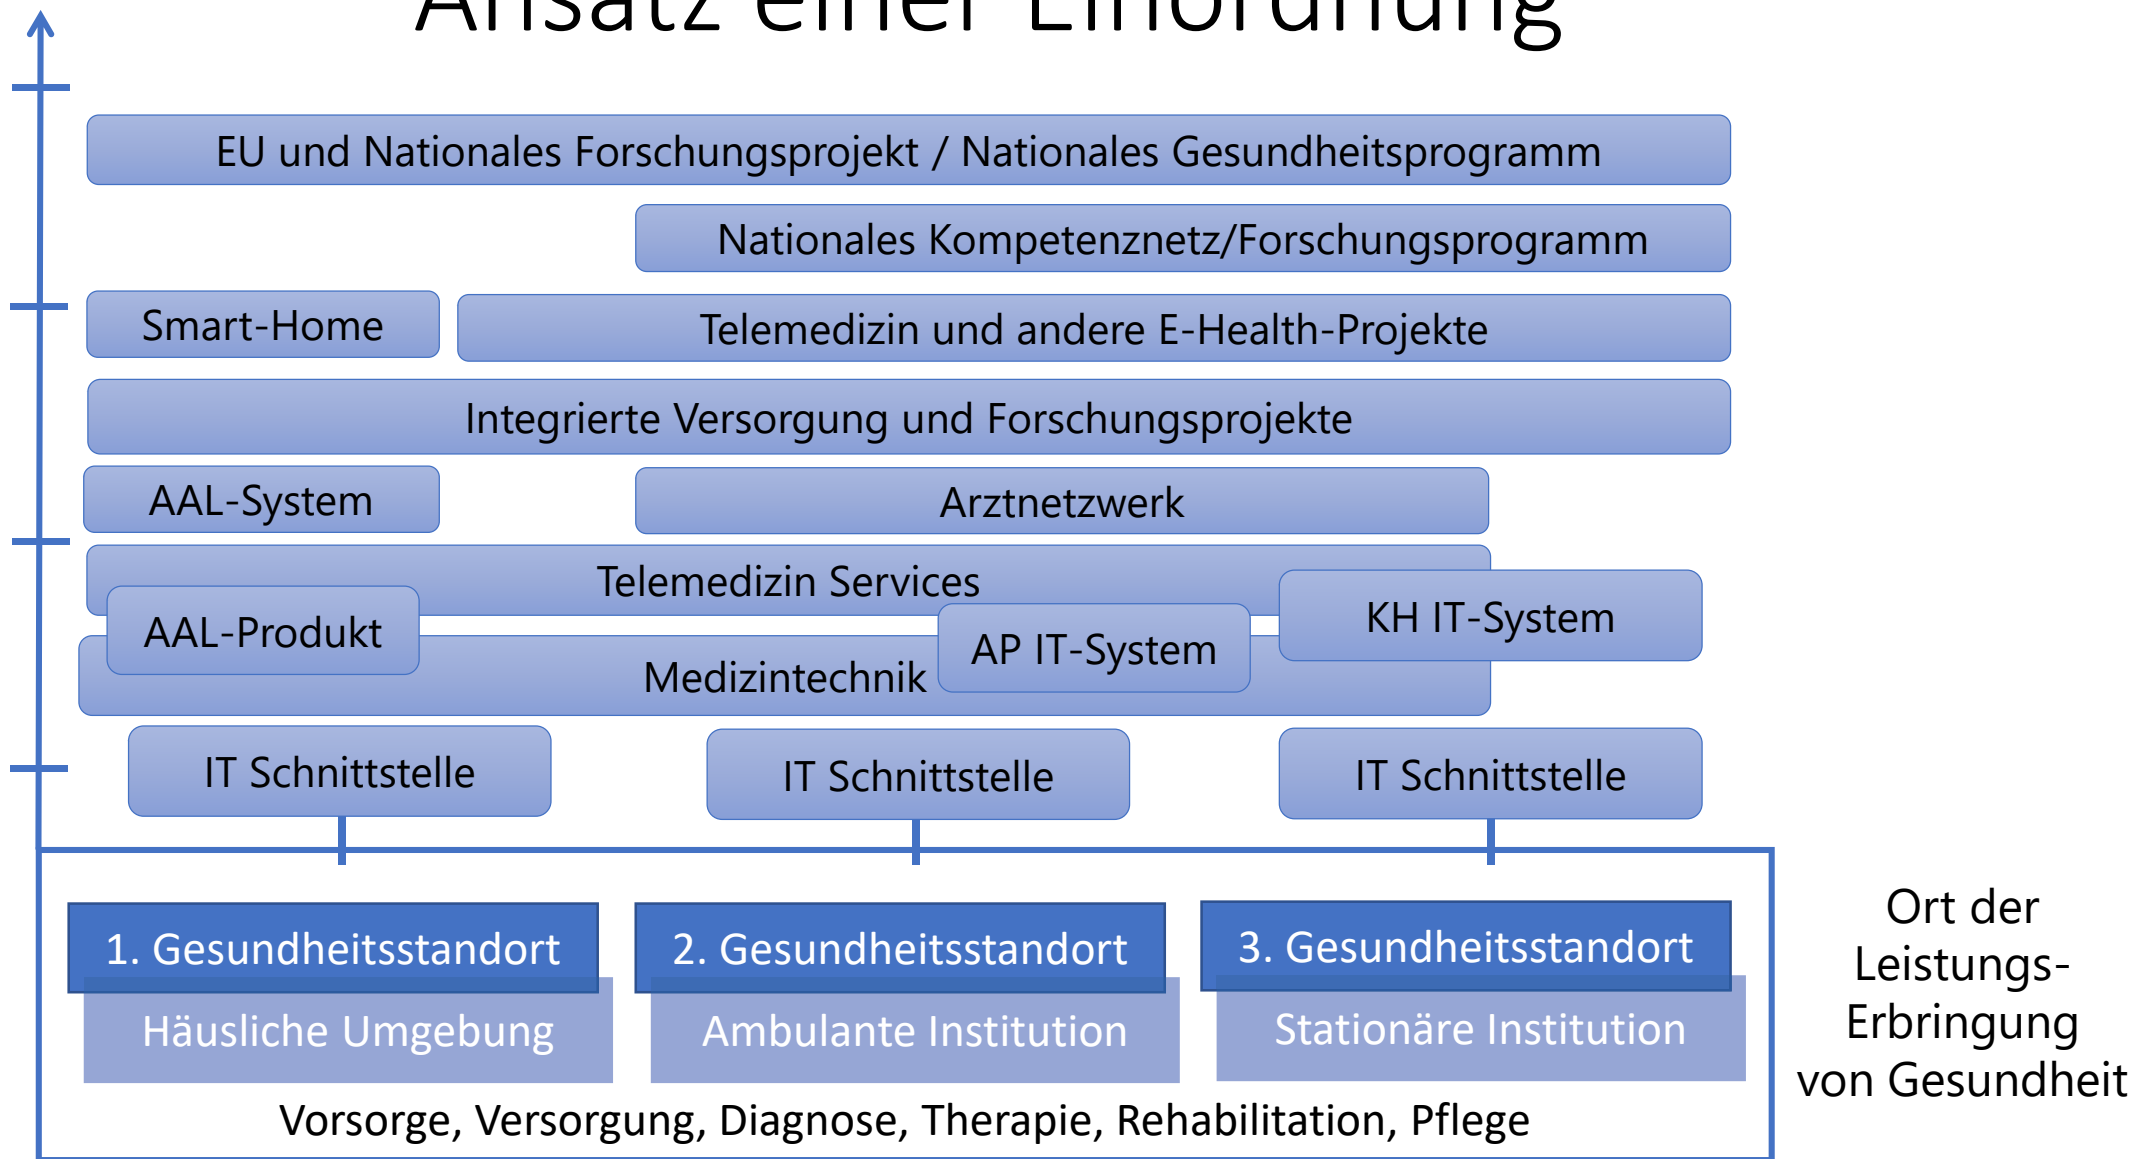 Ansatz einer Einordnung
EU und Nationales Forschungsprojekt / Nationales Gesundheitsprogramm
Nationales Kompetenznetz/Forschungsprogramm
Smart-Home
Telemedizin und andere E-Health-Projekte
Integrierte Versorgung und Forschungsprojekte
AAL-System
Arztnetzwerk
Telemedizin Services
AAL-Produkt
AP IT-System
KH IT-System
Medizintechnik
IT Schnittstelle
IT Schnittstelle
IT Schnittstelle
1. Gesundheitsstandort
Häusliche Umgebung
2. Gesundheitsstandort
Ambulante Institution
3. Gesundheitsstandort
Stationäre Institution
Vorsorge, Versorgung, Diagnose, Therapie, Rehabilitation, Pflege
Ort der
Leistungs-
Erbringung
von Gesundheit